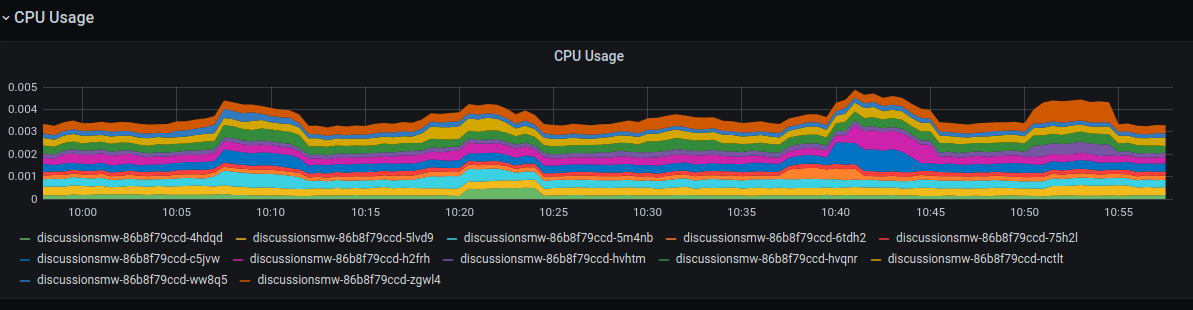 CPU Usage
CPU Usage
0.005
0.004
0.003
0.002
0.001
0
10:00 10:05 10:10 10:15 10:20 10:25 10:30 10:35 10:40 10:45 10:50 10:55
discussionsmw-86b8f79ccd-4hdqd discussionsmw-86b8f79ccd-5lvd9 discussionsmw-86b8f79ccd-5m4nb discussionsmw-86b8f79ccd-6tdh2 discussionsmw-86b8f79ccd-75h2l
discussionsmw-86b8f79ccd-c5jvw discussionsmw-86b8f79ccd-h2frh discussionsmw-86b8f79ccd-hvhtm discussionsmw-86b8f79ccd-hvqnr discussionsmw-86b8f79ccd-nctlt
discussionsmw-86b8f79ccd-ww8q5 discussionsmw-86b8f79ccd-zgwl4